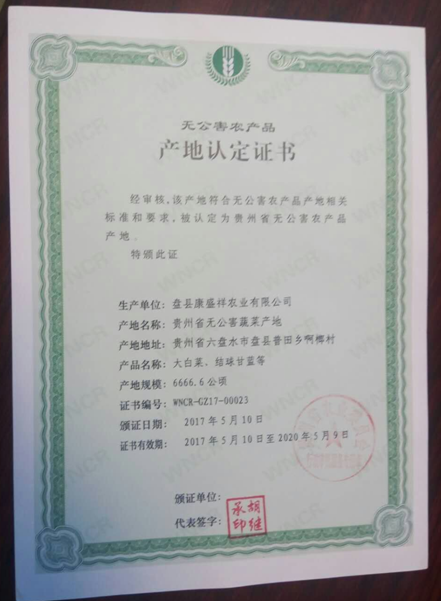 无公害农产品
产地认定证书
经审核,该产地符合无公害农产品产地相关
标准和要求,被认定为贵州省无公害农产品
产地。
特颁此证
生产单位:盘县康盛祥农业有限公司
产地名称:贵州省无公害蔬菜产地
产地地址:贵州省六盘水市盘县普田乡啊榔村
产品名称:大白菜、结球甘蓝等
产地规模:6666.6公顷
证书编号:WNCR-GZ17-00023
颁证日期:2017年5月10日
证书有效期:2017年5月10日至2020年5月9日
颁证单位:
代表签字:
胡继
承印